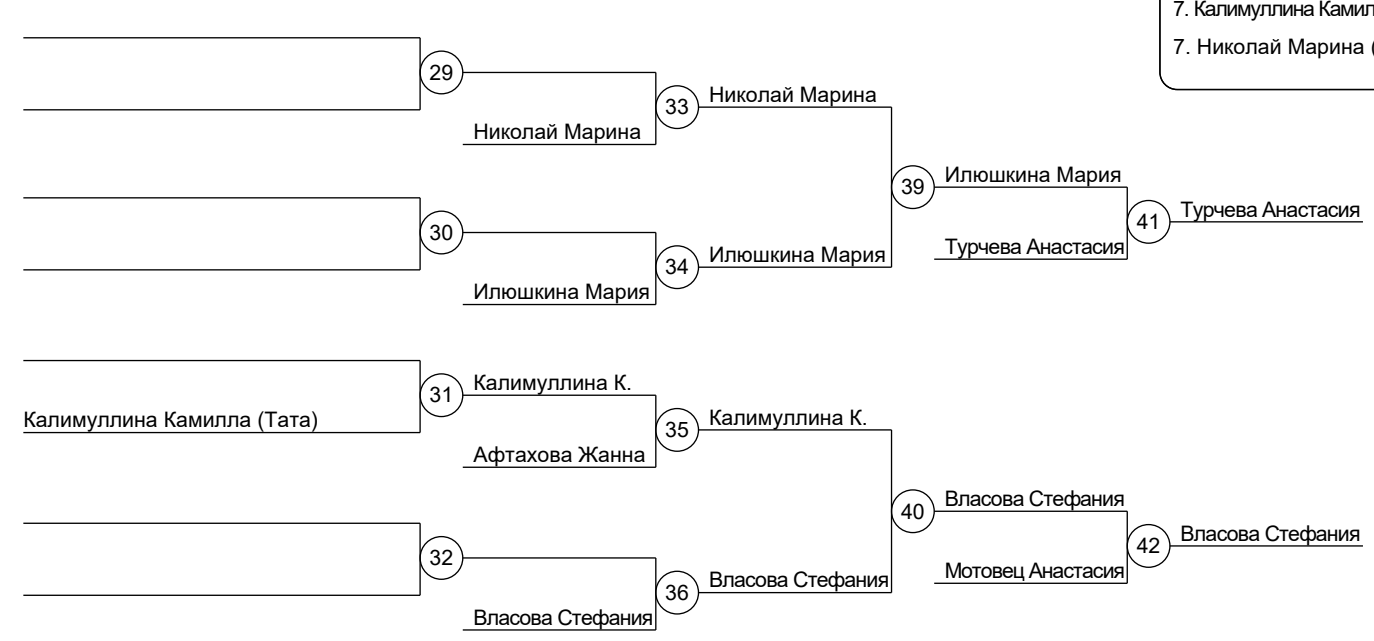 7. Калимуллина
7. Николай Марина (
29
33
Николай Марина
Николай Марина
39
Илюшкина Мария
30
34
Илюшкина Мария
Илюшкина Мария
Турчева Анастасия
41
Турчева Анастасия
31
Калимуллина К.
Калимуллина Камилла (Тата)
35
Калимуллина К.
Афтахова Жанна
40
Власова Стефания
32
36
Власова Стефания
Власова Стефания
Мотовец Анастасия
42
Власова Стефания